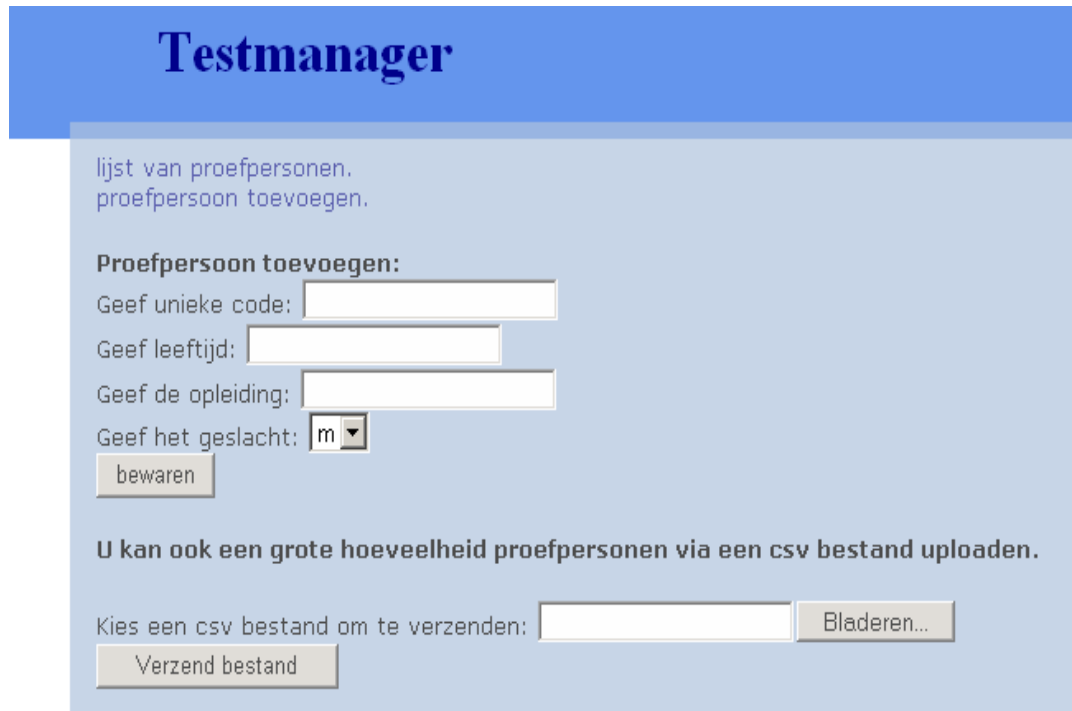 Testmanager
lijst van proefpersonen.
proefpersoon toevoegen.
Proefpersoon toevoegen:
Geef unieke code:
Geef leeftijd:
Geef de opleiding:
Geef het geslacht: m
bewaren
U kan ook een grote hoeveelheid proefpersonen via een csv bestand uploaden.
Kies een csv bestand om te verzenden: Bladeren...
Verzend bestand